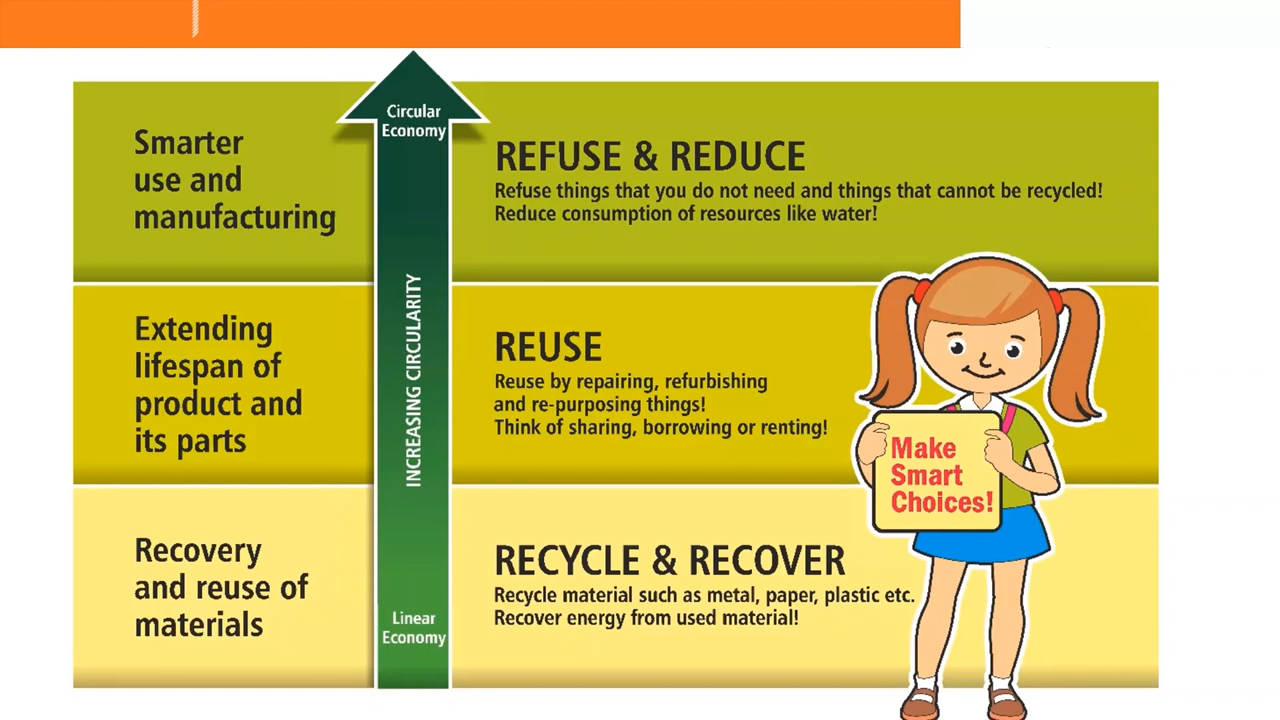 Smarter
use and
manufacturing
Circular
Economy
REFUSE & REDUCE
Refuse things that you do not need and things that cannot be recycled!
Reduce consumption of resources like water!
Extending
lifespan of
product and
its parts
INCREASING CIRCULARITY
REUSE
Reuse by repairing, refurbishing
and re-purposing things!
Think of sharing, borrowing or renting!
Make
Smart
Choices!
Recovery
and reuse of
materials
Linear
Economy
RECYCLE & RECOVER
Recycle material such as metal, paper, plastic etc.
Recover energy from used material!